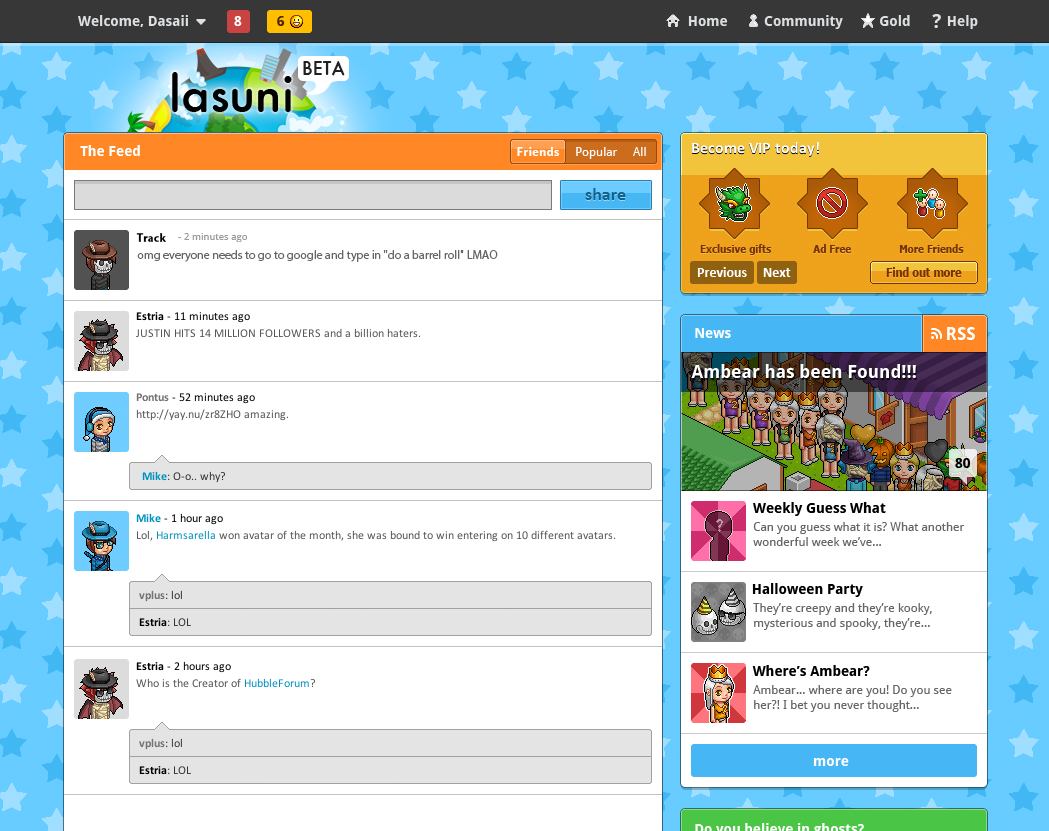 Welcome, Dasaii
8
6
Home
Community
Gold
? Help
lasuni
BETA
The Feed
Friends
Popular
All
share
Track - 2 minutes ago
omg everyone needs to go to google and type in "do a barrel roll" LMAO
Estria - 11 minutes ago
JUSTIN HITS 14 MILLION FOLLOWERS and a billion haters.
Pontus - 52 minutes ago
http://yay.nu/zr8ZHO amazing.
Mike: O-o.. why?
Mike - 1 hour ago
Lol, Harmsarella won avatar of the month, she was bound to win entering on 10 different avatars.
vplus: lol
Estria: LOL
Estria - 2 hours ago
Who is the Creator of HubbleForum?
vplus: lol
Estria: LOL
Become VIP today!
Exclusive gifts
Ad Free
More Friends
Previous
Next
Find out more
News
RSS
Ambear has been Found!!!
80
?
Weekly Guess What
Can you guess what it is? What another
wonderful week we've...
Halloween Party
They're creepy and they're kooky,
mysterious and spooky, they're...
Where's Ambear?
Ambear... where are you! Do you see
her?! I bet you never thought...
more
Do you believe in ghosts?